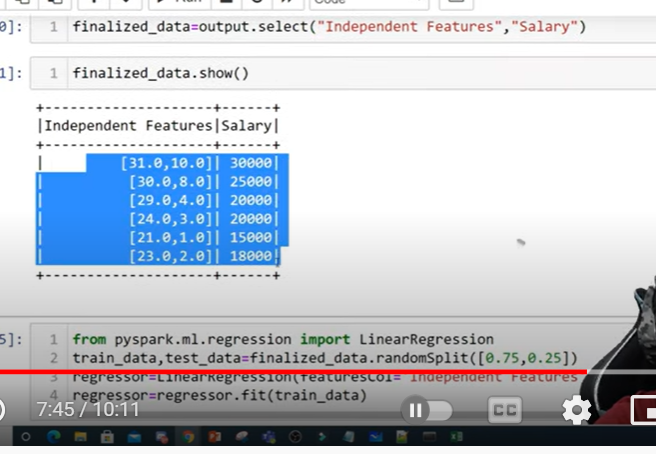 Code
0]: 1 finalized_data=output.select("Independent Features","Salary")
1]: 1 finalized_data.show()
+--------------------+------+
|Independent Features|Salary|
+--------------------+------+
| [31.0,10.0]| 30000|
| [30.0,8.0]| 25000|
| [29.0,4.0]| 20000|
| [24.0,3.0]| 20000|
| [21.0,1.0]| 15000|
| [23.0,2.0]| 18000|
+--------------------+------+
5]: 1 from pyspark.ml.regression import LinearRegression
2 train_data,test_data=finalized_data.randomSplit([0.75,0.25])
3 regressor=LinearRegression(featuresCol='Independent Features
4 regressor=regressor.fit(train_data)
7:45 / 10:11
CC